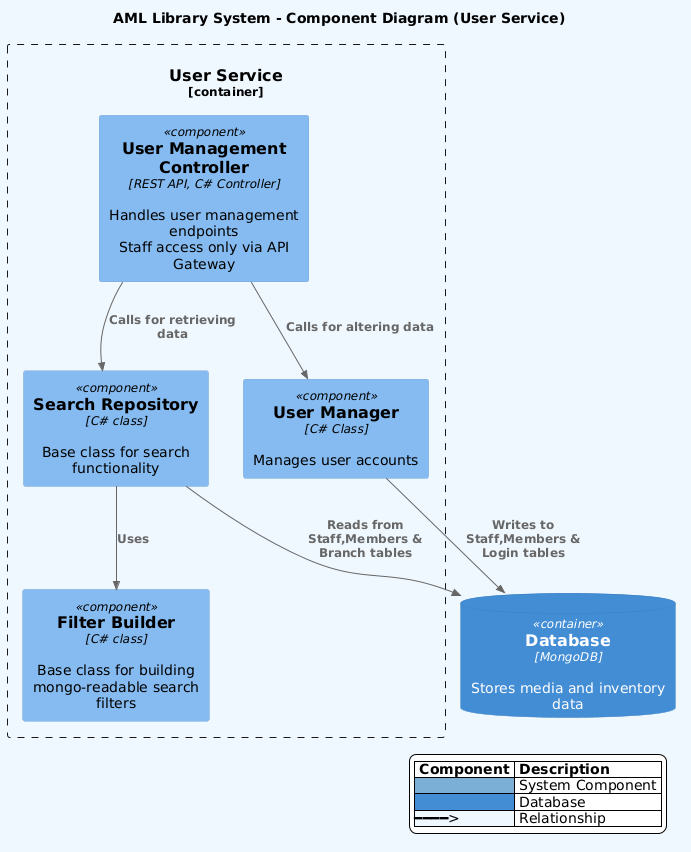 AML Library System - Component Diagram (User Service)
User Service
[container]
«component»
User Management
Controller
[REST API, C# Controller]
Handles user management
endpoints
Staff access only via API
Gateway
Calls for retrieving
data
Calls for altering data
«component»
Search Repository
[C# class]
Base class for search
functionality
«component»
User Manager
[C# Class]
Manages user accounts
Uses
Reads from
Staff,Members &
Branch tables
Writes to
Staff,Members &
Login tables
«component»
Filter Builder
[C# class]
Base class for building
mongo-readable search
filters
«container»
Database
[MongoDB]
Stores media and inventory
data
Component Description
System Component
Database
━━━━> Relationship